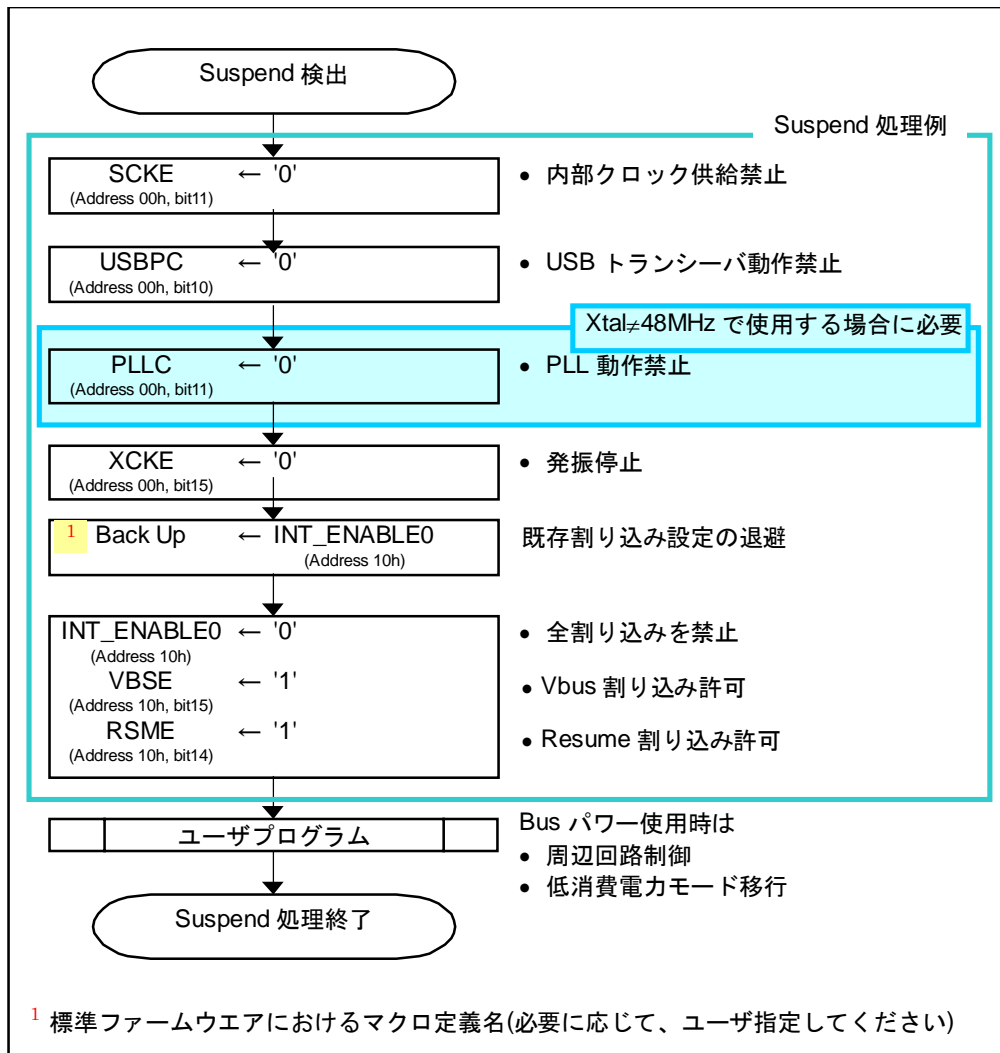 Suspend 検出
Suspend 処理例
SCKE ← '0'
(Address 00h, bit11)
• 内部クロック供給禁止
USBPC ← '0'
(Address 00h, bit10)
• USB トランシーバ動作禁止
Xtal≠48MHz で使用する場合に必要
PLLC ← '0'
(Address 00h, bit11)
• PLL 動作禁止
XCKE ← '0'
(Address 00h, bit15)
• 発振停止
1 Back Up ← INT_ENABLE0
(Address 10h)
既存割り込み設定の退避
INT_ENABLE0 ← '0'
(Address 10h)
• 全割り込みを禁止
VBSE ← '1'
(Address 10h, bit15)
• Vbus 割り込み許可
RSME ← '1'
(Address 10h, bit14)
• Resume 割り込み許可
ユーザプログラム
Bus パワー使用時は
• 周辺回路制御
• 低消費電力モード移行
Suspend 処理終了
1 標準ファームウエアにおけるマクロ定義名(必要に応じて、ユーザ指定してください)